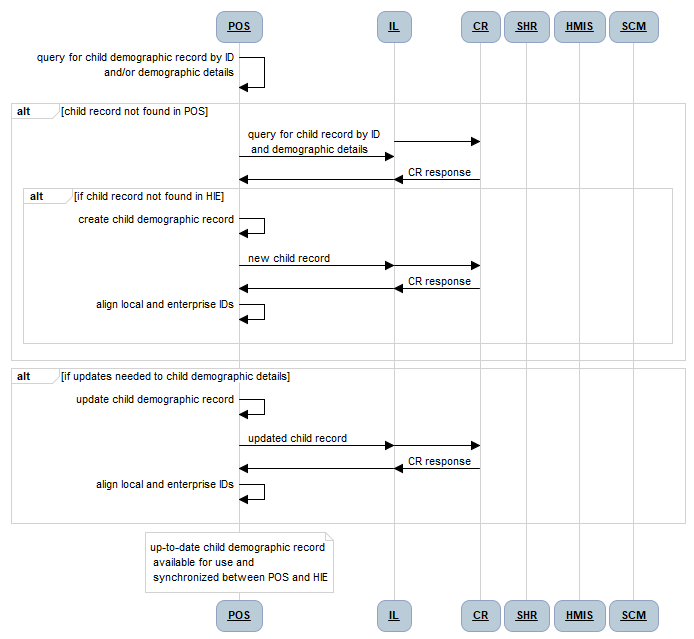 POS IL CR SHR HMIS SCM
query for child demographic record by ID
and/or demographic details
alt [child record not found in POS]
query for child record by ID
and demographic details
CR response
alt [if child record not found in HIE]
create child demographic record
new child record
CR response
align local and enterprise IDs
alt [if updates needed to child demographic details]
update child demographic record
updated child record
CR response
align local and enterprise IDs
up-to-date child demographic record
available for use and
synchronized between POS and HIE
POS IL CR SHR HMIS SCM